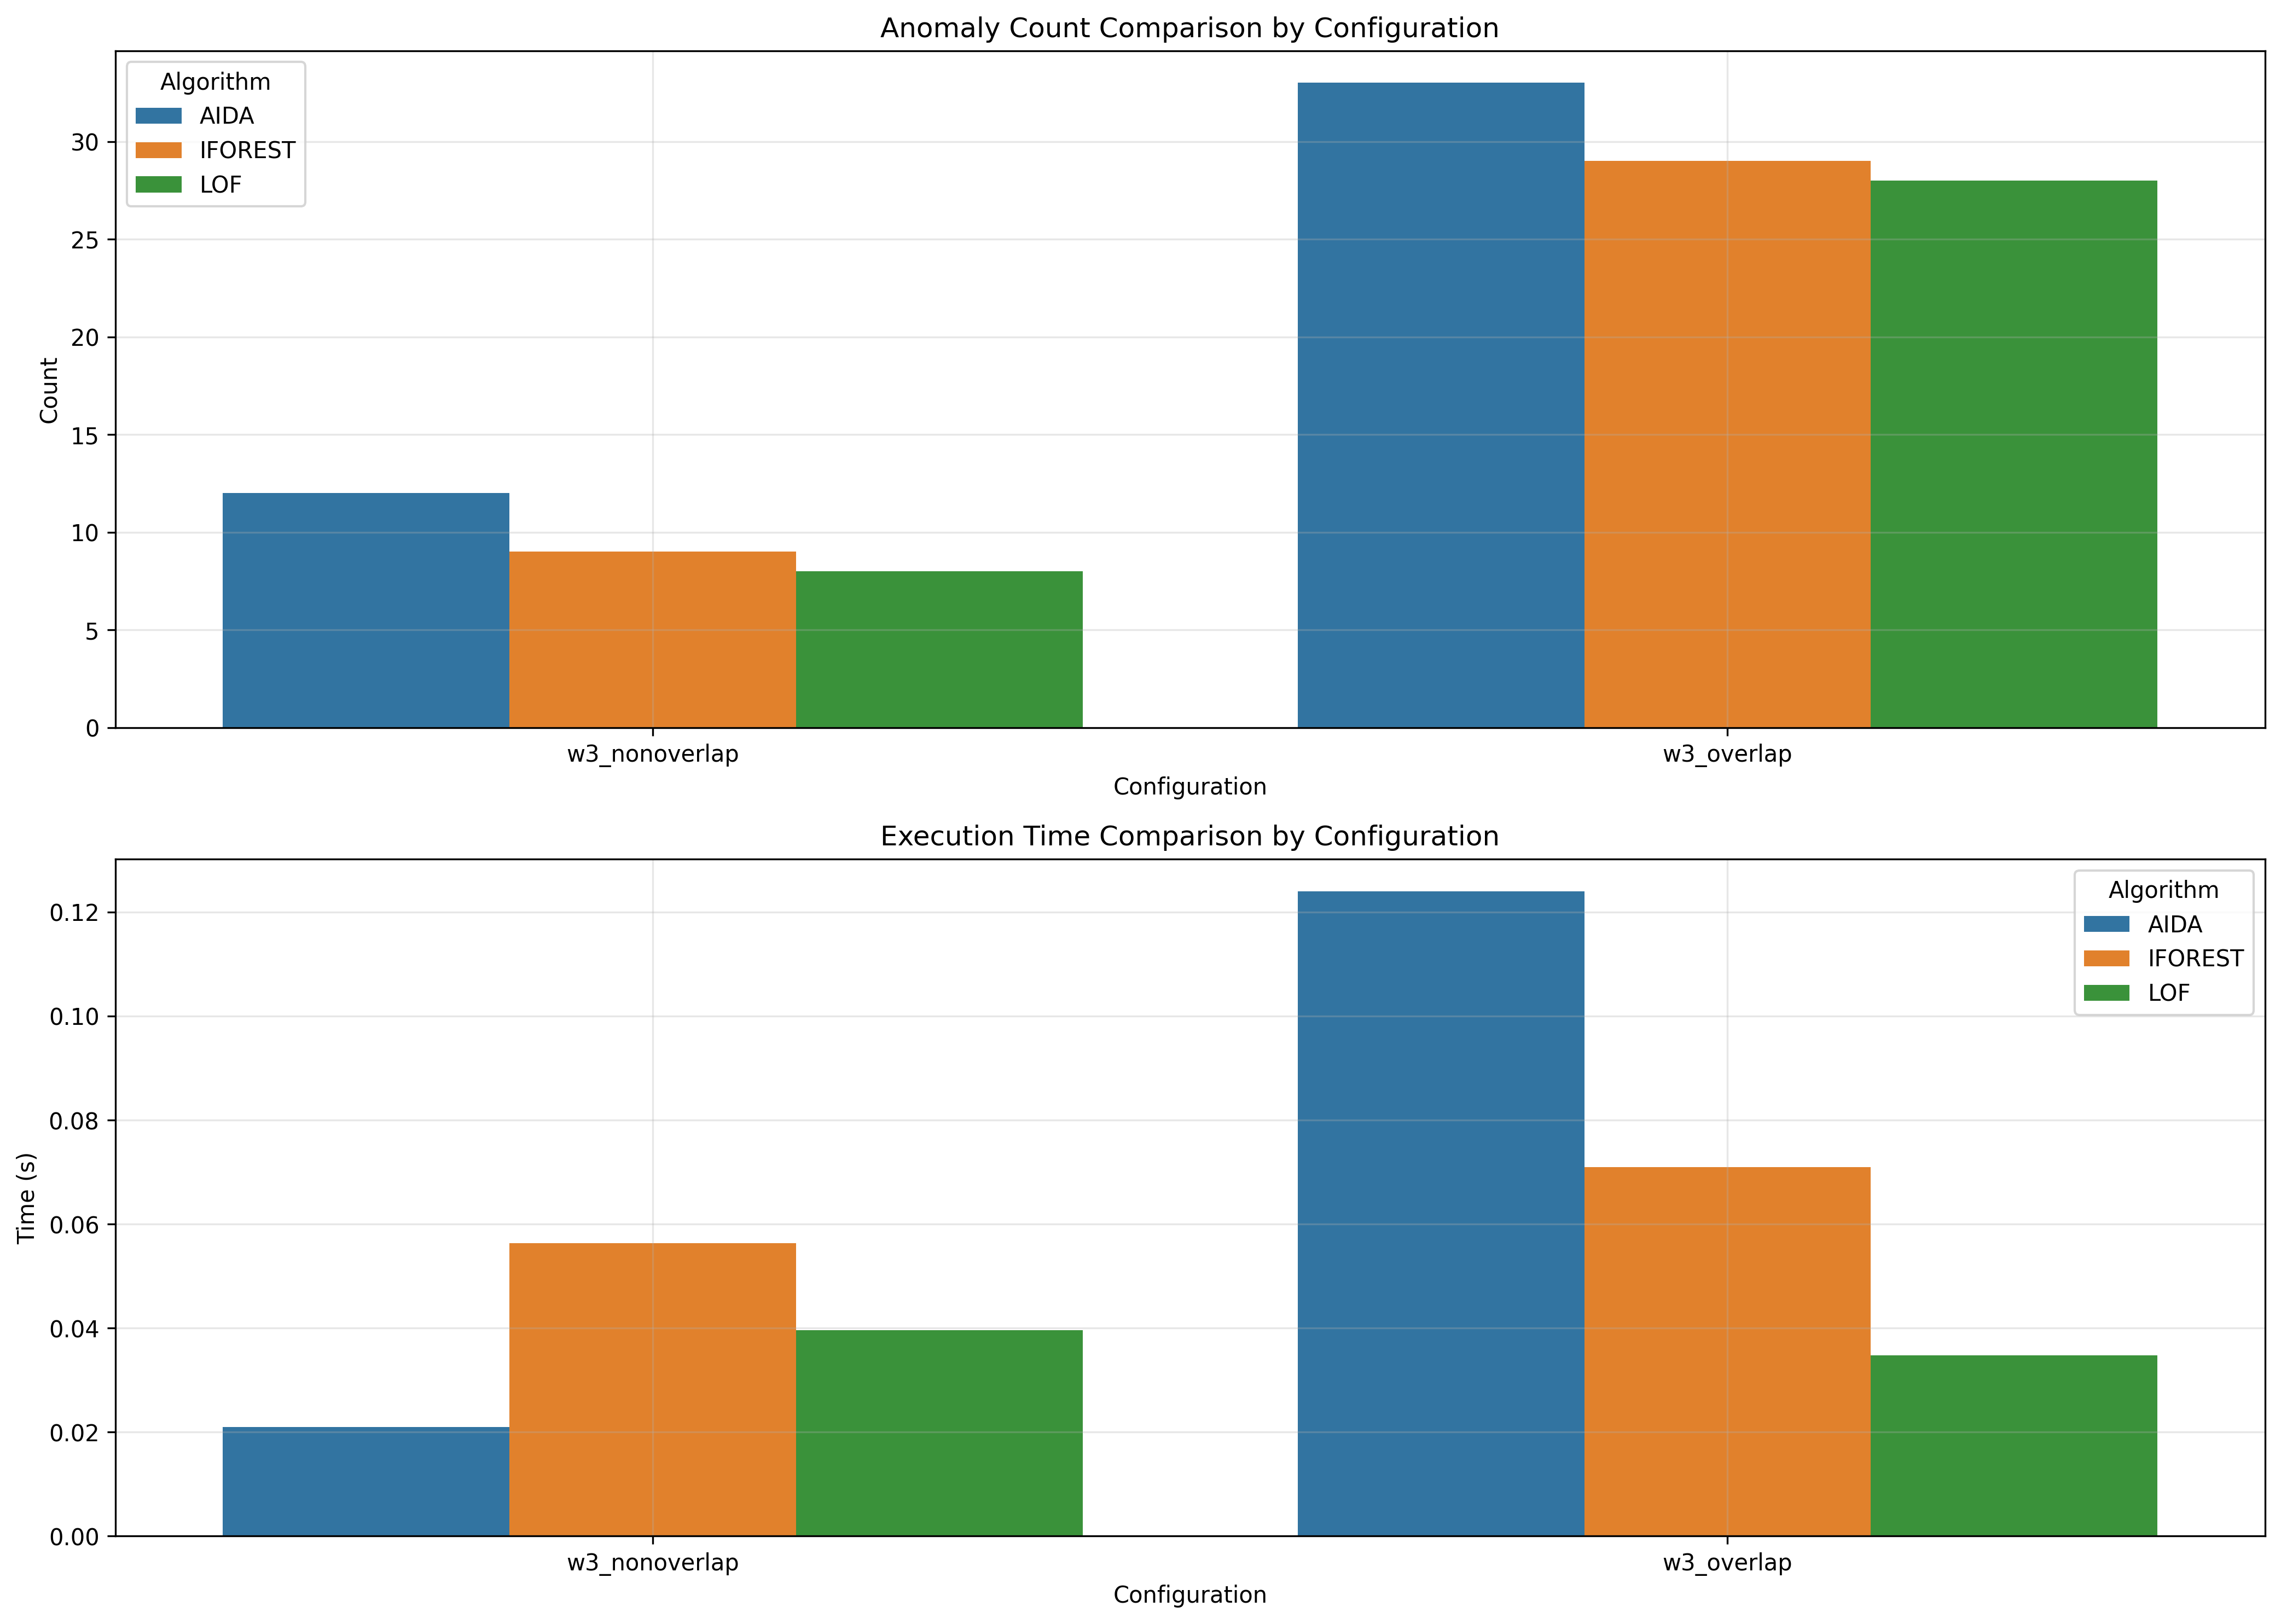 Anomaly Count Comparison by Configuration
Algorithm
AIDA
IFOREST
LOF
30
25
20
15
10
5
0
Count
w3_nonoverlap
w3_overlap
Configuration
Execution Time Comparison by Configuration
Algorithm
AIDA
IFOREST
LOF
0.12
0.10
0.08
0.06
0.04
0.02
0.00
Time (s)
w3_nonoverlap
w3_overlap
Configuration